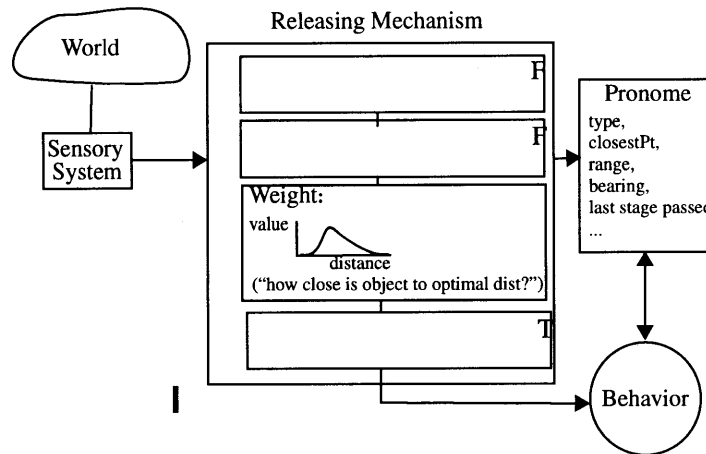 Releasing Mechanism
World
Sensory
System
F
F
Weight:
value
distance
("how close is object to optimal dist?")
T
Pronome
type,
closestPt,
range,
bearing,
last stage passed
...
Behavior